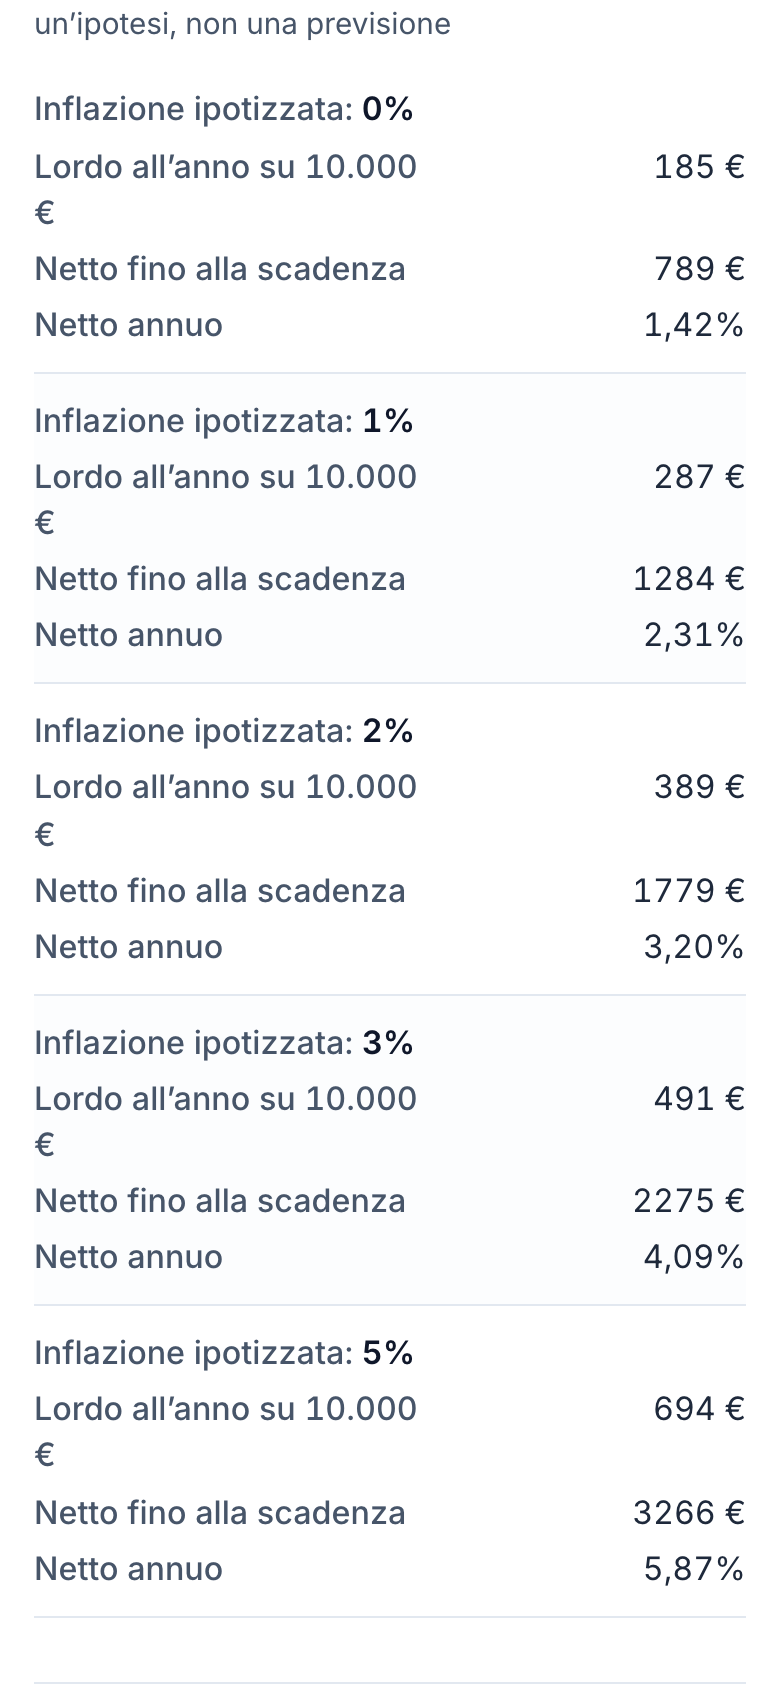 un’ipotesi, non una previsione
Inflazione ipotizzata: 0%
Lordo all’anno su 10.000 185 €
€
Netto fino alla scadenza 789 €
Netto annuo 1,42%
Inflazione ipotizzata: 1%
Lordo all’anno su 10.000 287 €
€
Netto fino alla scadenza 1284 €
Netto annuo 2,31%
Inflazione ipotizzata: 2%
Lordo all’anno su 10.000 389 €
€
Netto fino alla scadenza 1779 €
Netto annuo 3,20%
Inflazione ipotizzata: 3%
Lordo all’anno su 10.000 491 €
€
Netto fino alla scadenza 2275 €
Netto annuo 4,09%
Inflazione ipotizzata: 5%
Lordo all’anno su 10.000 694 €
€
Netto fino alla scadenza 3266 €
Netto annuo 5,87%